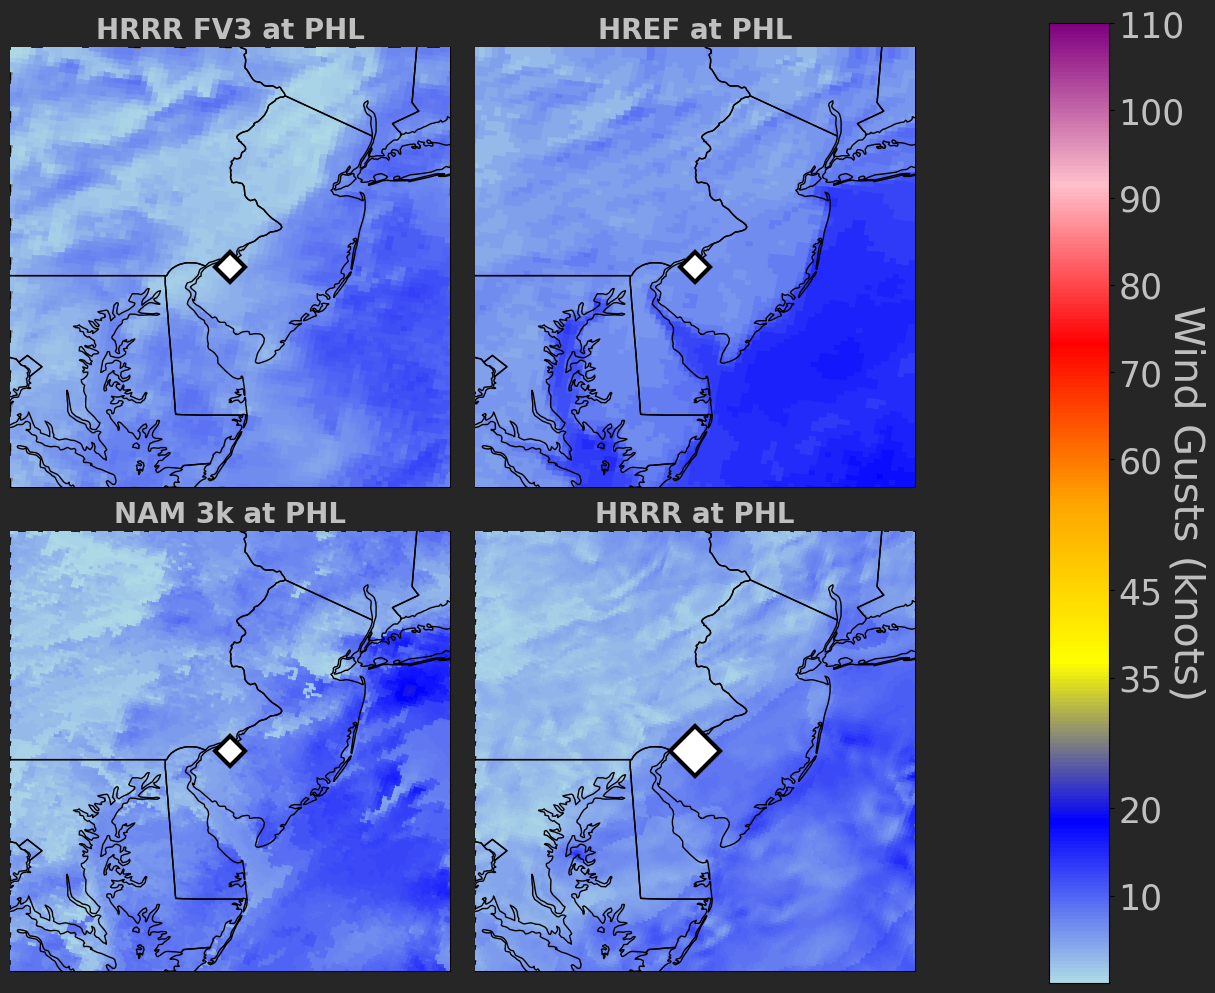 HRRR FV3 at PHL
HREF at PHL
NAM 3k at PHL
HRRR at PHL
110
100
90
80
70
60
45
35
20
10
Wind Gusts (knots)